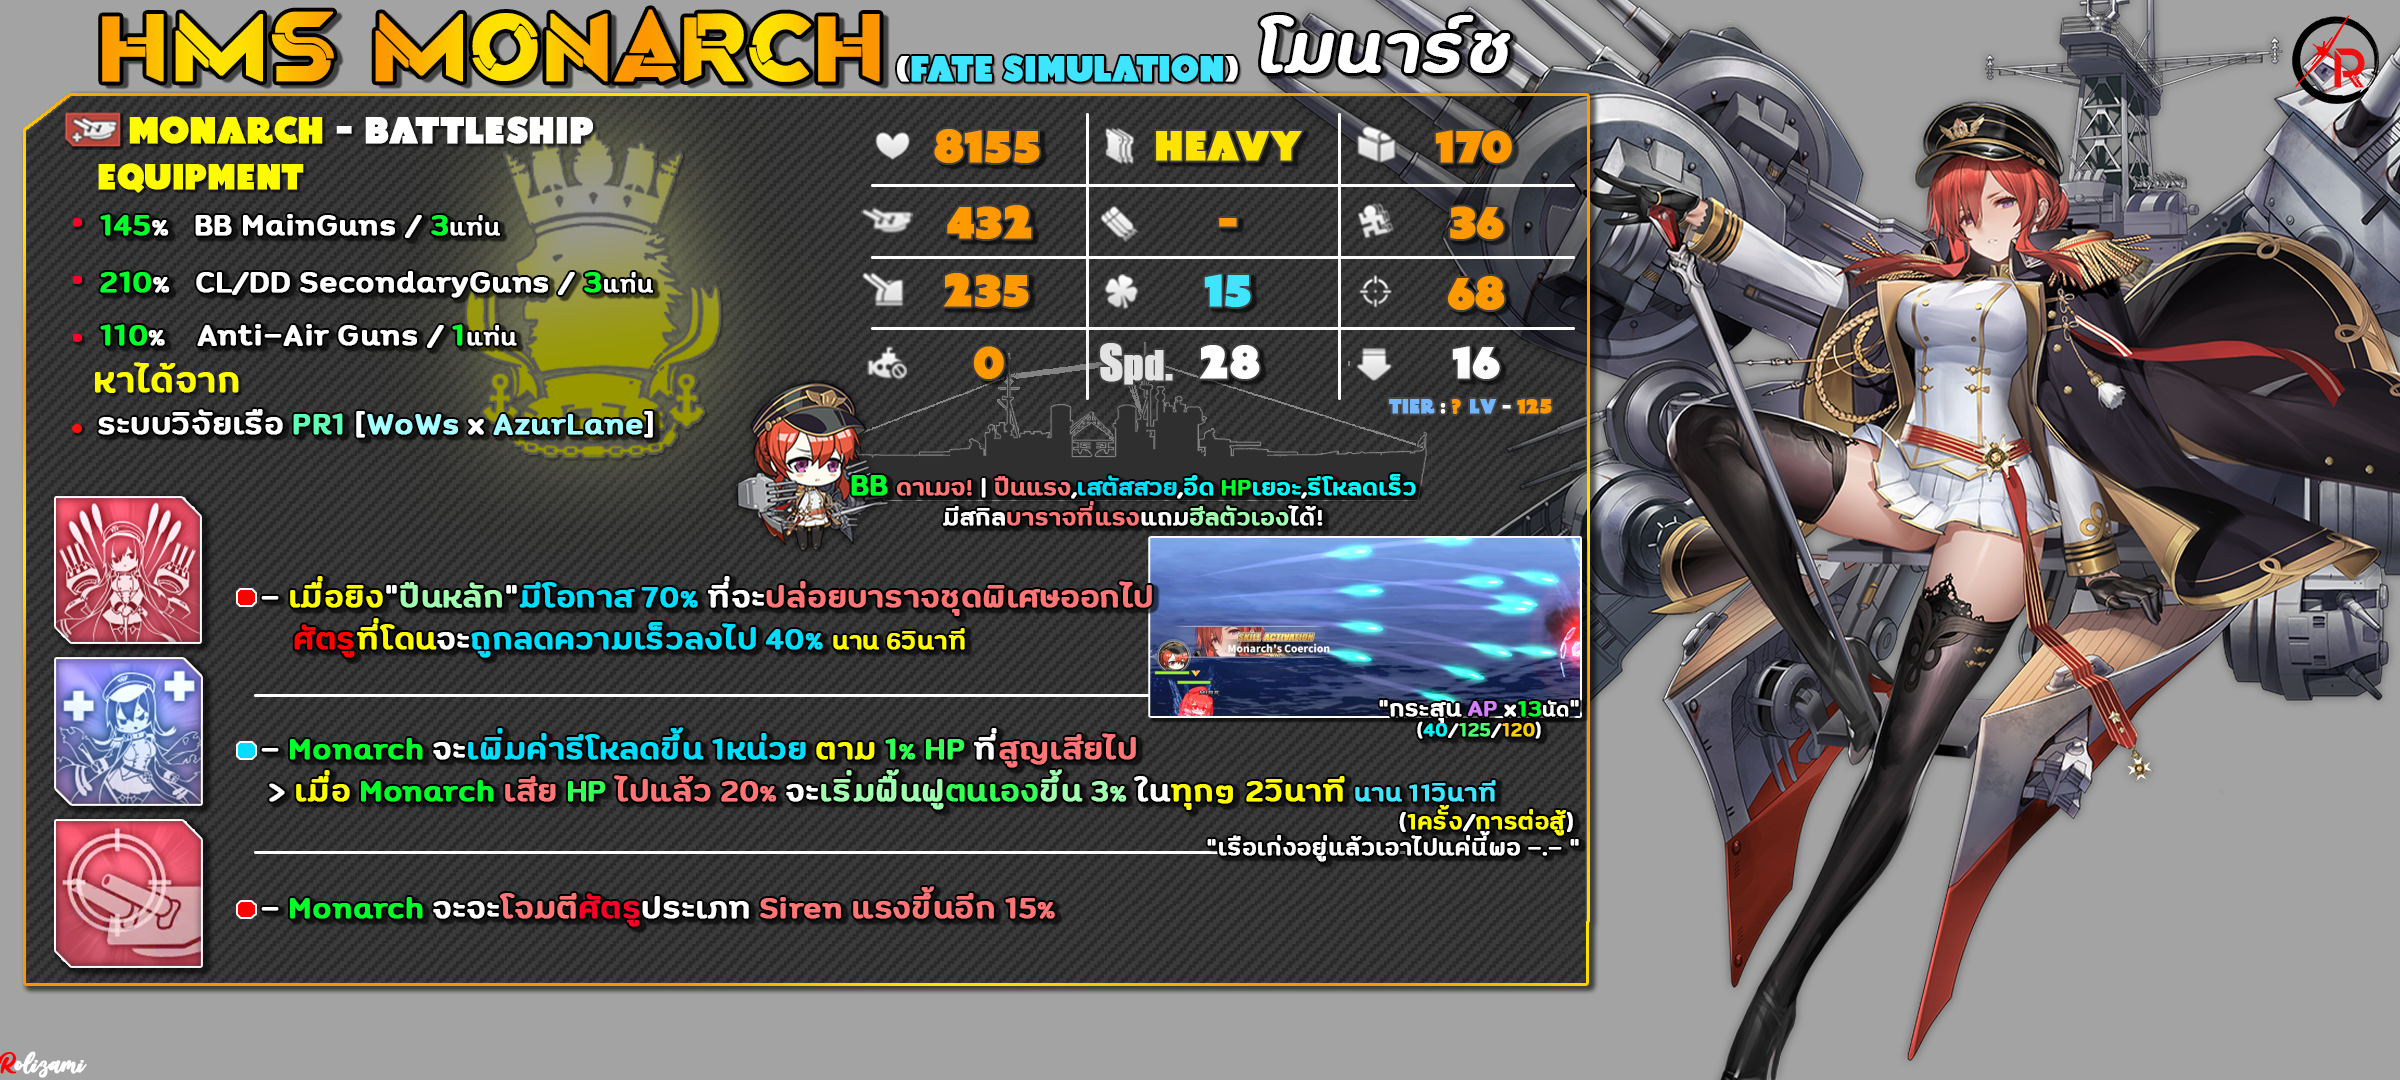 HMS MONARCH (FATE SIMULATION) โมนาร์ช
MONARCH - BATTLESHIP
EQUIPMENT
145% BB MainGuns / 3แท่น
210% CL/DD SecondaryGuns / 3แท่น
110% Anti-Air Guns / 1แท่น
หาได้จาก
ระบบวิจัยเรือ PR1 [WoWs x AzurLane]
8155 HEAVY 170
432 - 36
235 15 68
0 Spd. 28 16
TIER : ? LV - 125
BB ดาเมจ! | ปืนแรง,เสตัสสวย,อึด HPเยอะ,รีโหลดเร็ว
มีสกิลบาราจที่แรงแถมฮีลตัวเองได้!
- เมื่อยิง"ปืนหลัก"มีโอกาส 70% ที่จะปล่อยบาราจชุดพิเศษออกไป
ศัตรูที่โดนจะถูกลดความเร็วลงไป 40% นาน 6วินาที
SKILL ACTIVATION
Monarch's Coercion
"กระสุน AP x13นัด"
(40/125/120)
- Monarch จะเพิ่มค่ารีโหลดขึ้น 1หน่วย ตาม 1% HP ที่สูญเสียไป
> เมื่อ Monarch เสีย HP ไปแล้ว 20% จะเริ่มฟื้นฟูตนเองขึ้น 3% ในทุกๆ 2วินาที นาน 11วินาที
(1ครั้ง/การต่อสู้)
"เรือเก่งอยู่แล้วเอาไปแค่นี้พอ -.- "
- Monarch จะจะโจมตีศัตรูประเภท Siren แรงขึ้นอีก 15%
R
Rolizami